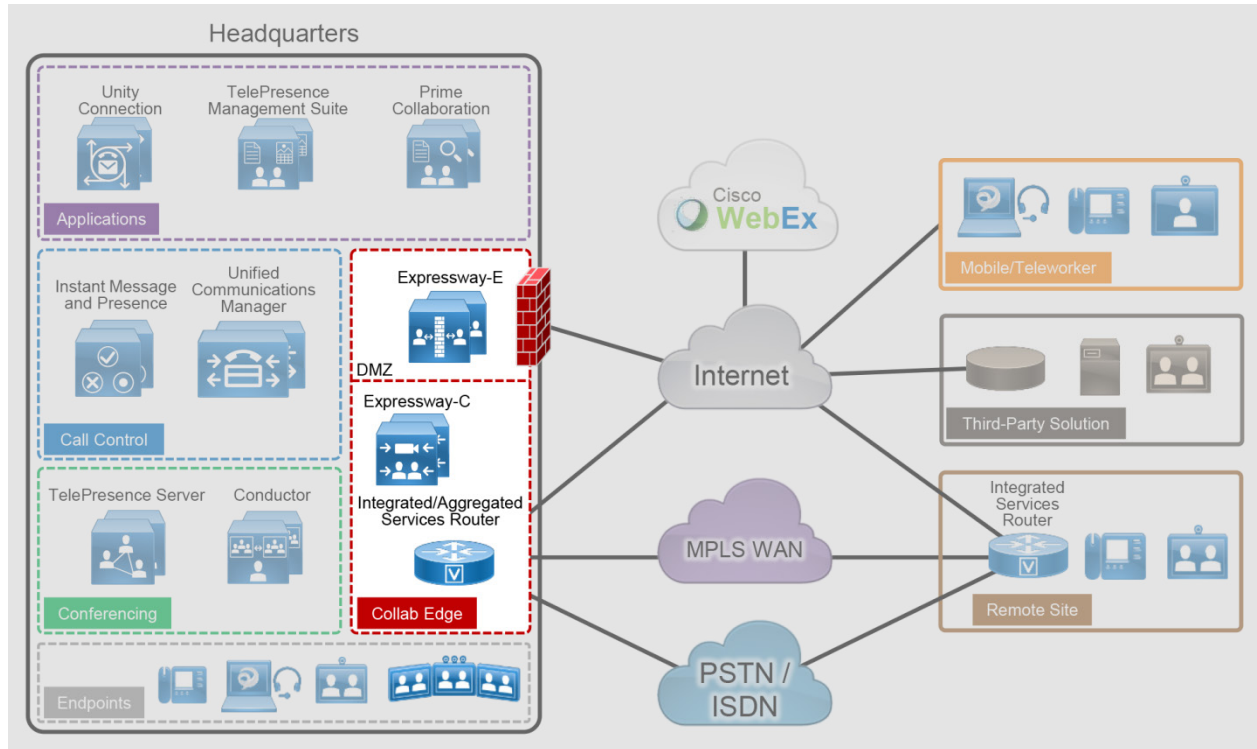 Headquarters
Unity
Connection
TelePresence
Management Suite
Prime
Collaboration
Applications
Instant Message
and Presence
Unified
Communications
Manager
Call Control
Expressway-E
DMZ
Expressway-C
Integrated/Aggregated
Services Router
V
Collab Edge
TelePresence Server
Conductor
Conferencing
Endpoints
Cisco
WebEx
Internet
MPLS WAN
PSTN /
ISDN
Mobile/Teleworker
Third-Party Solution
Integrated
Services
Router
V
Remote Site